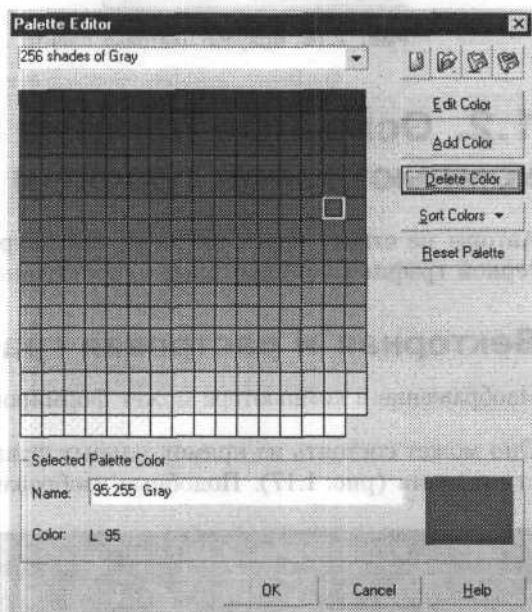 Palette Editor
256 shades of Gray
Edit Color
Add Color
Delete Color
Sort Colors
Reset Palette
Selected Palette Color
Name: 95:255 Gray
Color: L 95
OK Cancel Help